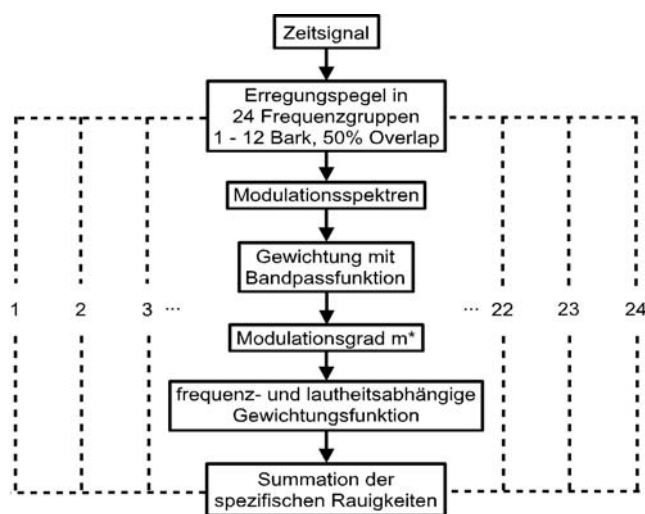 Zeitsignal
Erregungspegel in
24 Frequenzgruppen
1 - 12 Bark, 50% Overlap
Modulationsspektren
Gewichtung mit
Bandpassfunktion
1 2 3 ... ... 22 23 24
Modulationsgrad m*
frequenz- und lautheitsabhängige
Gewichtungsfunktion
Summation der
spezifischen Rauigkeiten